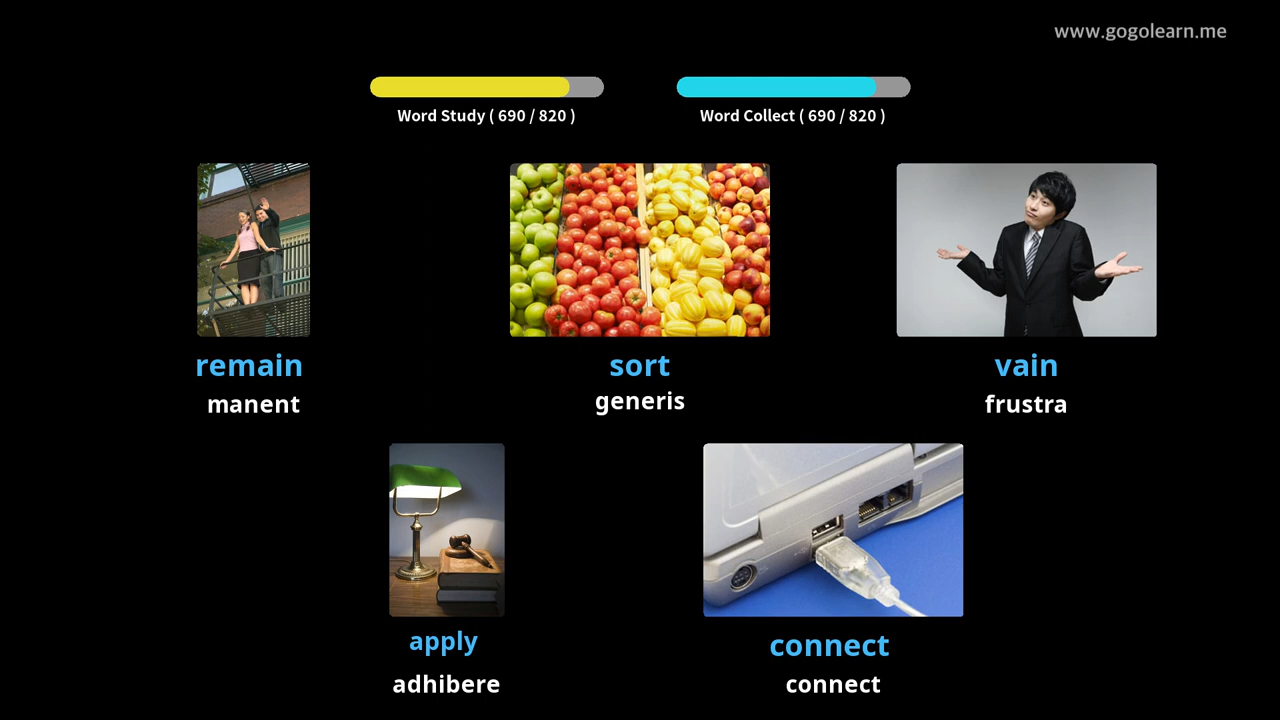 www.gogolearn.me
Word Study ( 690 / 820 )
Word Collect ( 690 / 820 )
remain
manent
sort
generis
vain
frustra
apply
adhibere
connect
connect